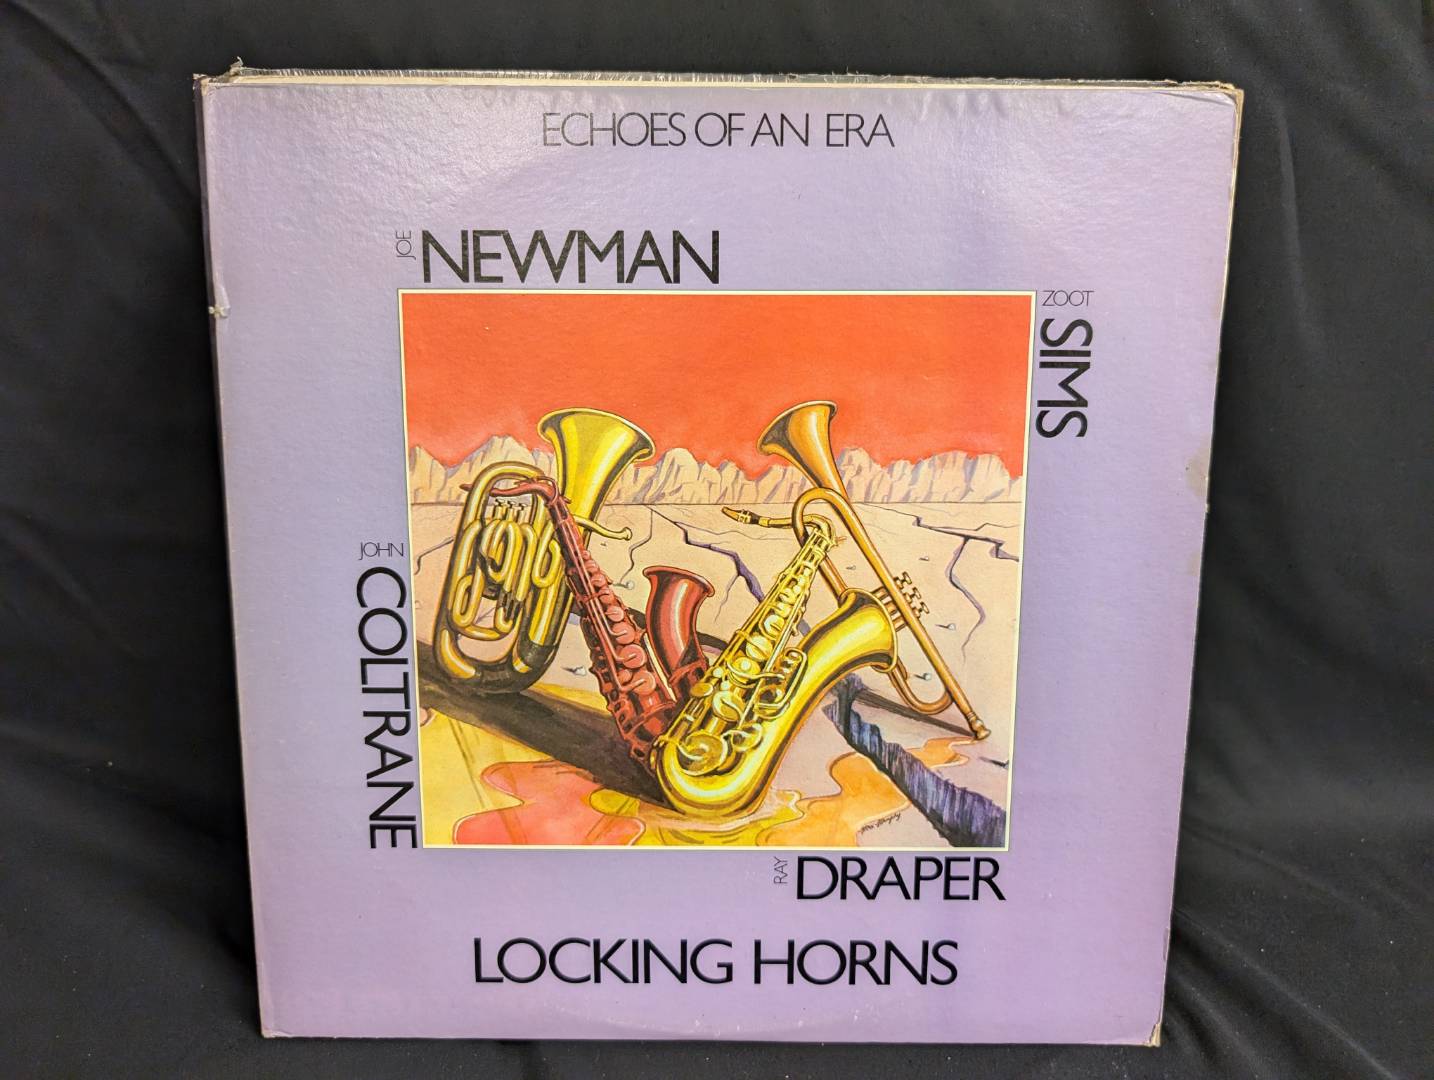 ECHOES OF AN ERA
JOE
NEWMAN
ZOOT
SIMS
JOHN
COLTRANE
RAY
DRAPER
LOCKING HORNS